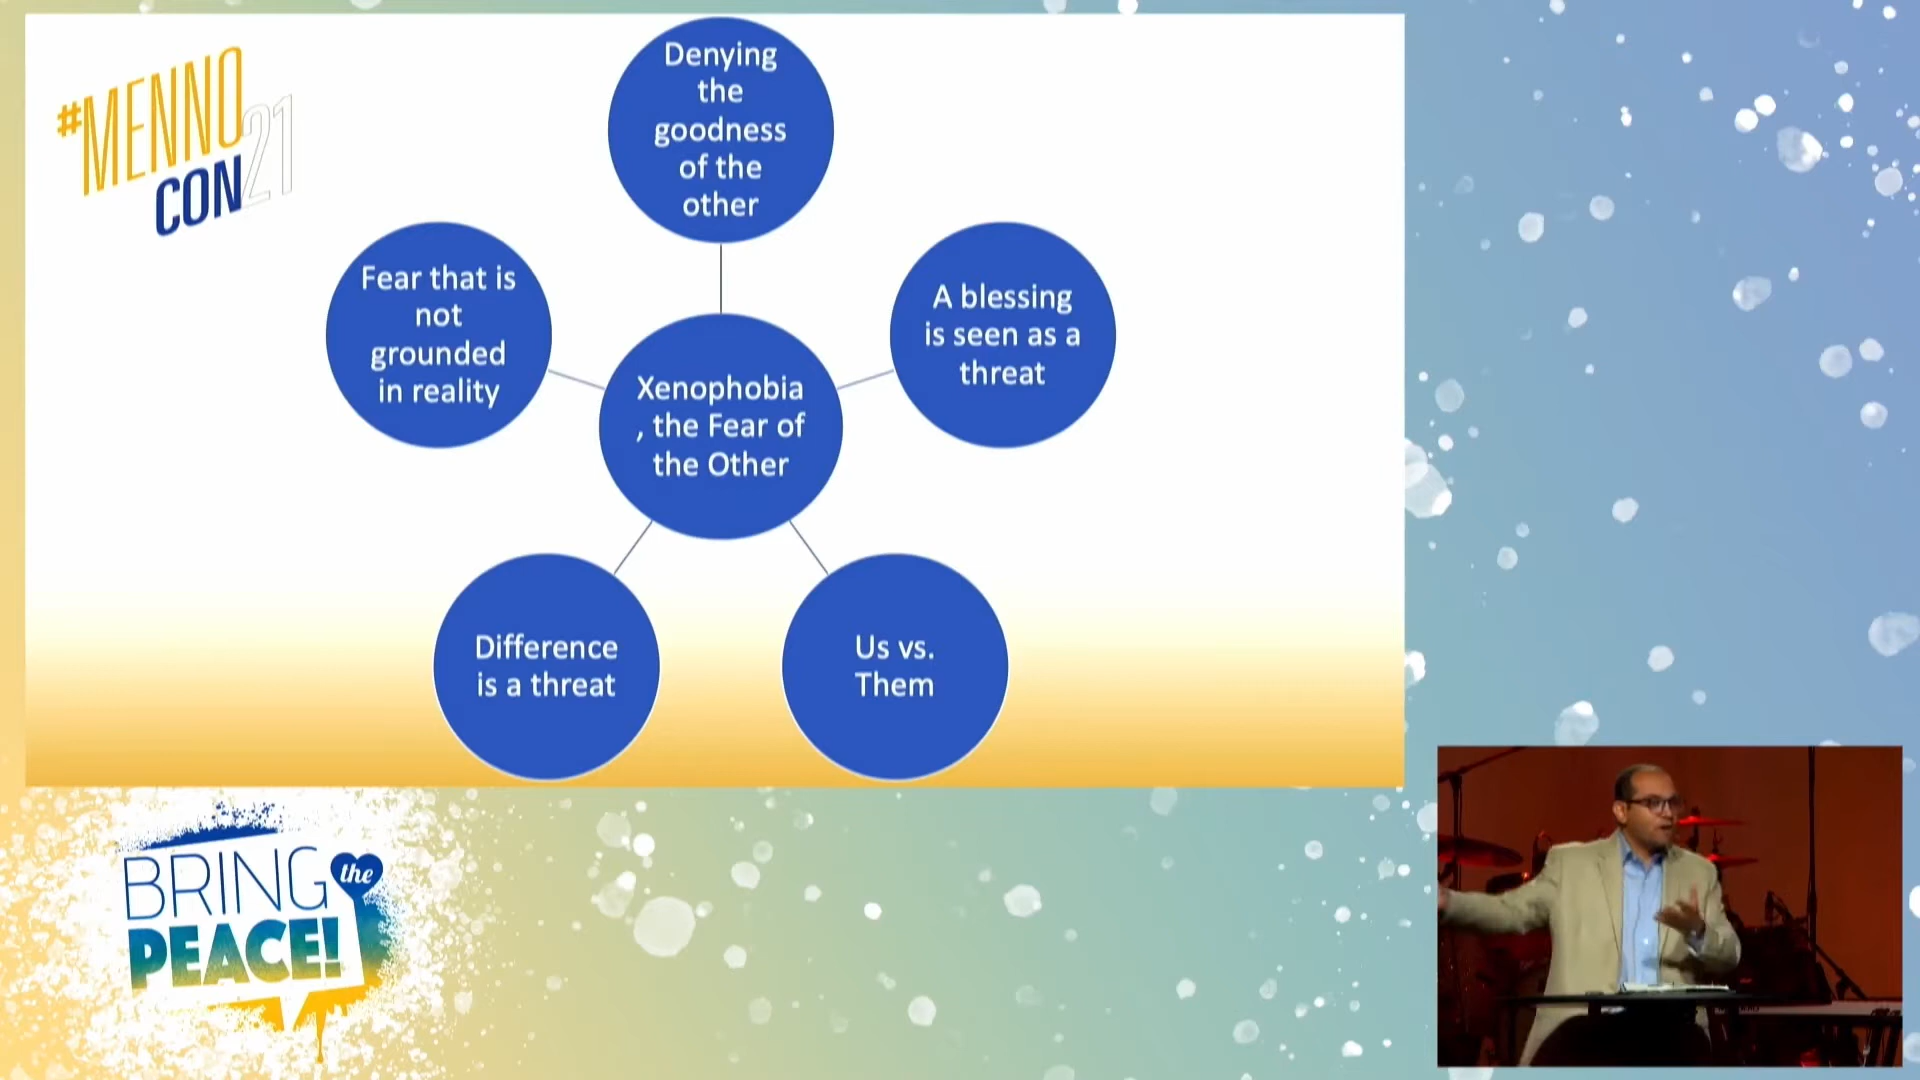 #MENNO
CON21
Denying
the
goodness
of the
other
Fear that is
not
grounded
in reality
A blessing
is seen as a
threat
Xenophobia
, the Fear of
the Other
Difference
is a threat
Us vs.
Them
BRING the
PEACE!